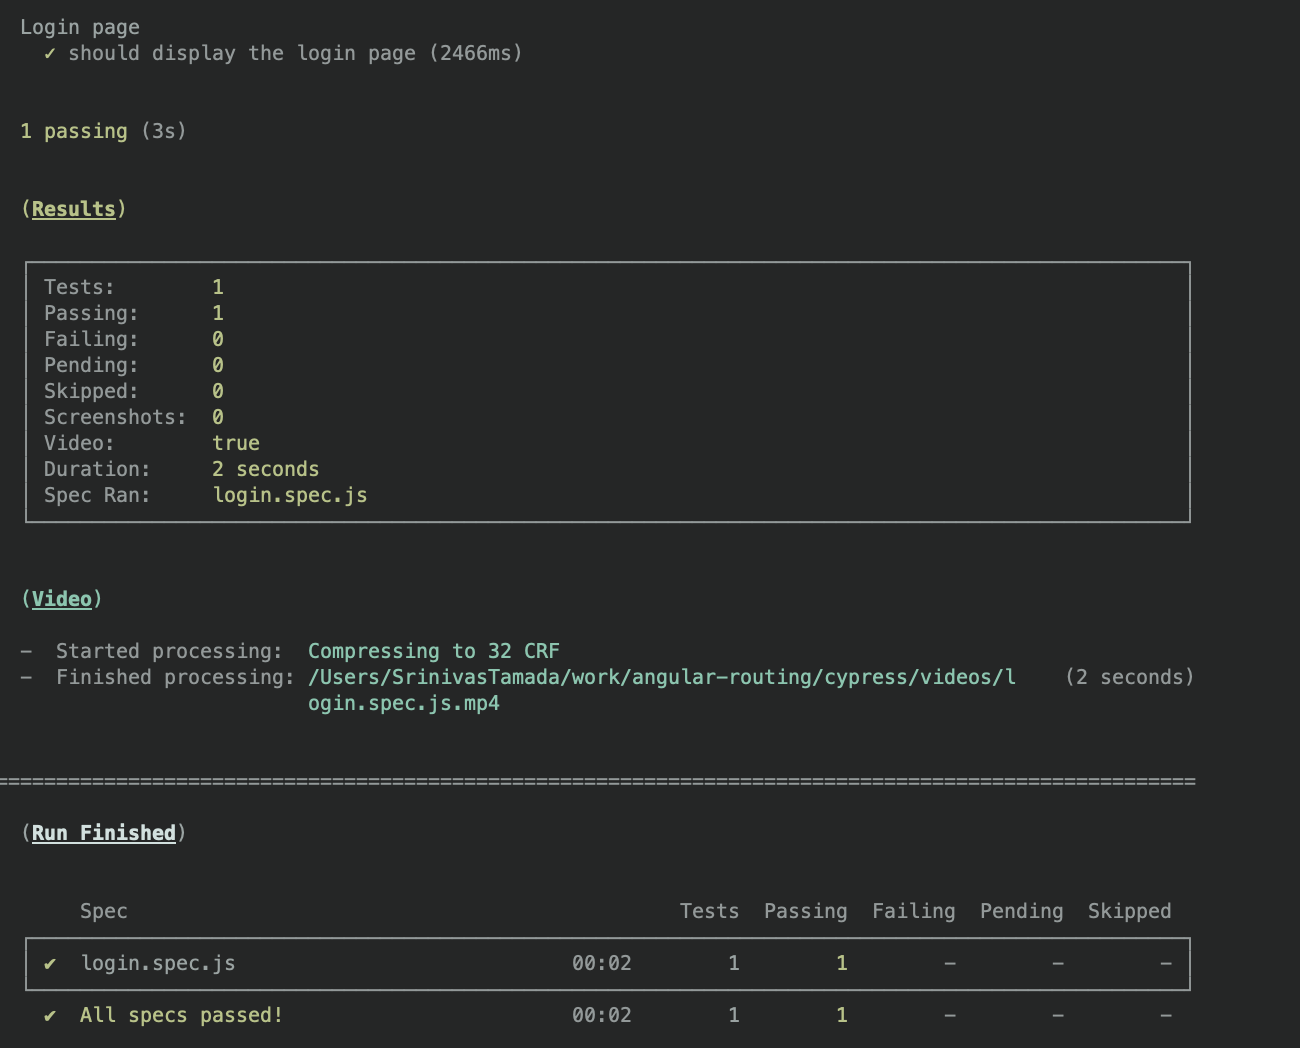 Login page
✓ should display the login page (2466ms)
1 passing (3s)
(Results)
Tests: 1
Passing: 1
Failing: 0
Pending: 0
Skipped: 0
Screenshots: 0
Video: true
Duration: 2 seconds
Spec Ran: login.spec.js
(Video)
- Started processing: Compressing to 32 CRF
- Finished processing: /Users/SrinivasTamada/work/angular-routing/cypress/videos/l (2 seconds)
ogin.spec.js.mp4
====================================================================================================
(Run Finished)
Spec Tests Passing Failing Pending Skipped
✔ login.spec.js 00:02 1 1 - - -
✔ All specs passed! 00:02 1 1 - - -